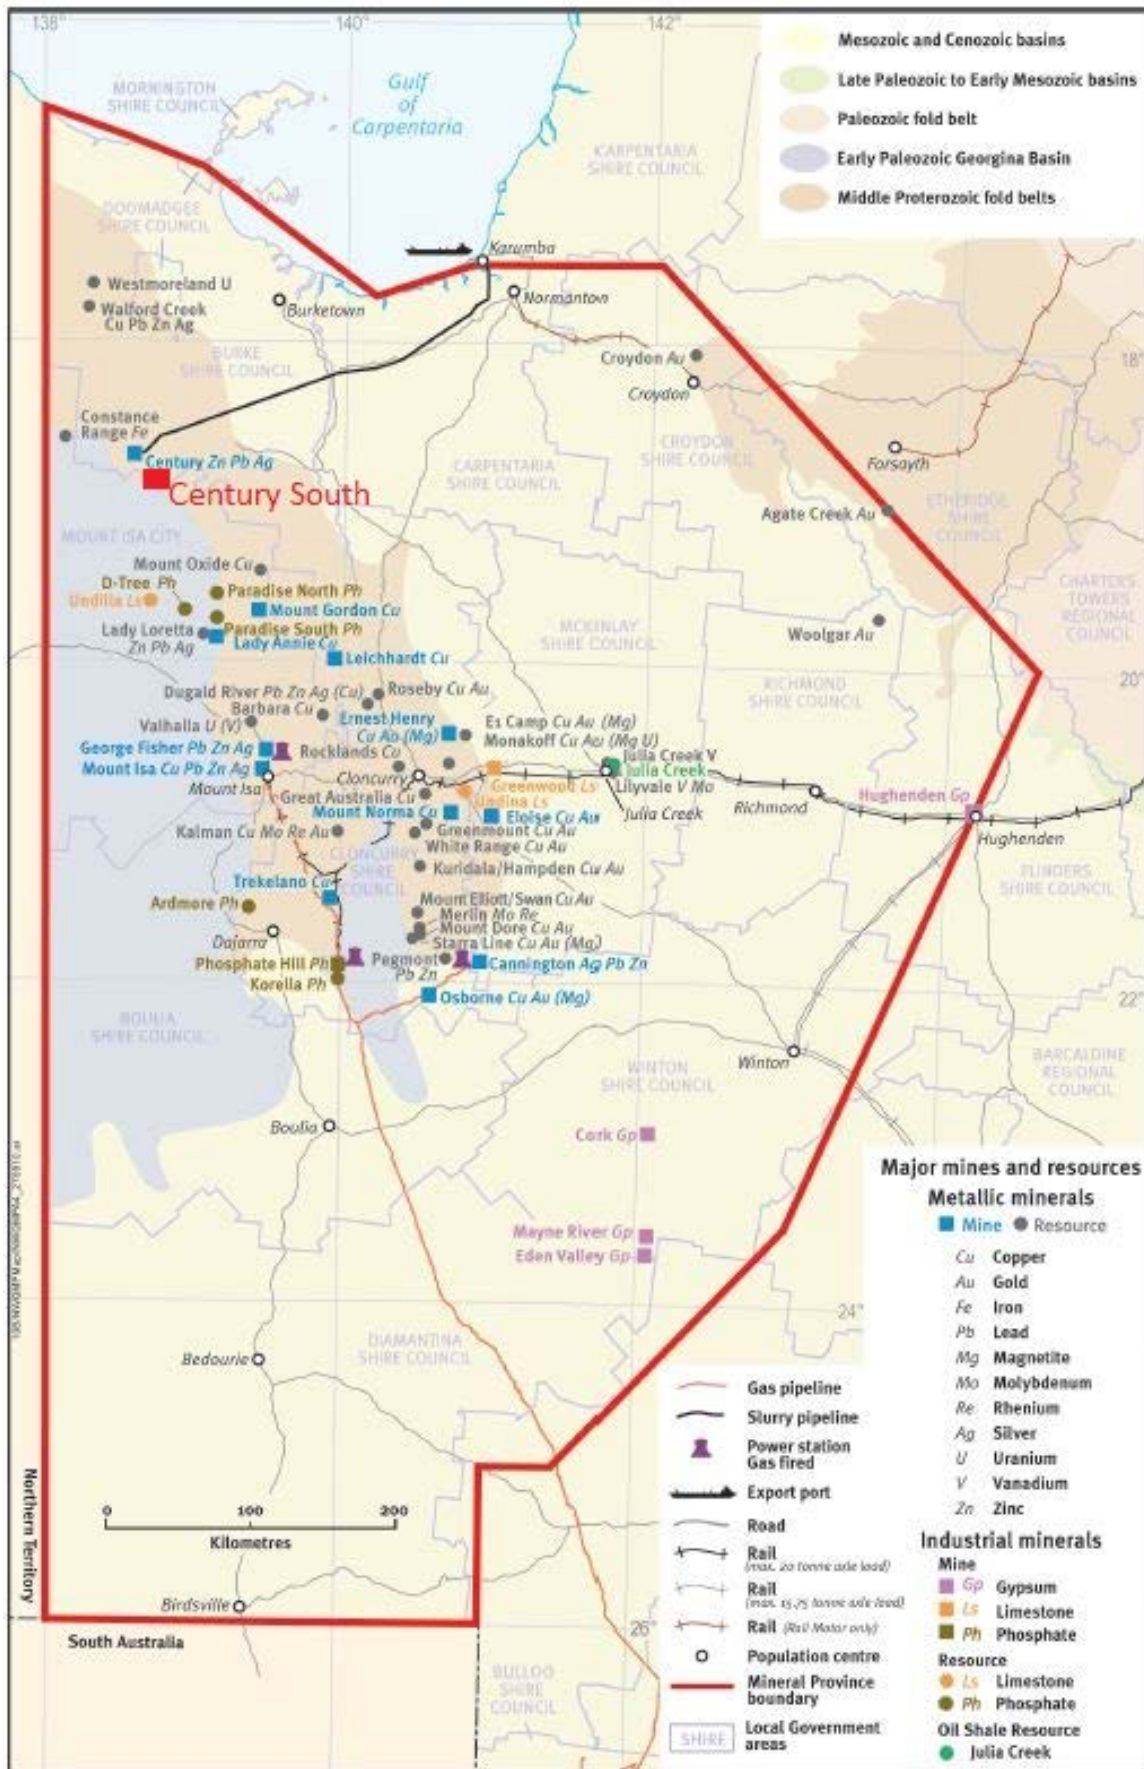 138°
140°
142°
Mesozoic and Cenozoic basins
Late Paleozoic to Early Mesozoic basins
Paleozoic fold belt
Early Paleozoic Georgina Basin
Middle Proterozoic fold belts
MORNINGTON
SHIRE COUNCIL
Gulf
of
Carpentaria
KARPENTARIA
SHIRE COUNCIL
DOOMADGEE
SHIRE COUNCIL
Karumba
Westmoreland U
Walford Creek
Cu Pb Zn Ag
Burketown
Normanton
BURKE
SHIRE COUNCIL
Croydon Au
Croydon
18°
Constance
Range Fe
Century Zn Pb Ag
Century South
CARPENTARIA
SHIRE COUNCIL
CROYDON
SHIRE COUNCIL
Forsayth
ETHERIDGE
SHIRE
COUNCIL
Agate Creek Au
MOUNT ISA CITY
Mount Oxide Cu
D-Tree Ph
Paradise North Ph
Undilla Ls
Mount Gordon Cu
Paradise South Ph
Lady Loretta
Zn Pb Ag
Lady Annie Cu
Leichhardt Cu
MCKINLAY
SHIRE COUNCIL
Woolgar Au
CHARTERS
TOWERS
REGIONAL
COUNCIL
RICHMOND
SHIRE COUNCIL
20°
Dugald River Pb Zn Ag (Cu)
Roseby Cu Au
Barbara Cu
Valhalla U (V)
Ernest Henry
Cu Ao (Mg)
E1 Camp Cu Au (Mg)
Monakoff Cu Au (Mg U)
George Fisher Pb Zn Ag
Mount Isa Cu Pb Zn Ag
Rocklands Cu
Mount Isa
Cloncurry
Julia Creek V
Julia Creek
Lilyvale V Mo
Julia Creek
Greenwood Ls
Undina Ls
Great Australia Cu
Mount Norma Cu
Eloise Cu Au
Richmond
Hughenden Gp
Hughenden
Kalman Cu Mo Re Au
Greenmount Cu Au
White Range Cu Au
CLONCURRY
SHIRE
COUNCIL
Kuridala/Hampden Cu Au
FLINDERS
SHIRE COUNCIL
Trekelano Cu
Ardmore Ph
Mount Elliott/Swan Cu Au
Merlin Mo Re
Mount Dore Cu Au
Starra Line Cu Au (Mg)
Dajarra
Phosphate Hill Ph
Korella Ph
Pegmont
Pb Zn
Cannington Ag Pb Zn
Osborne Cu Au (Mg)
22°
BOULIA
SHIRE COUNCIL
Winton
WINTON
SHIRE COUNCIL
BARCALDINE
REGIONAL
COUNCIL
Boulia
Cork Gp
Mayne River Gp
Eden Valley Gp
24°
DIAMANTINA
SHIRE COUNCIL
Bedourie
Major mines and resources
Metallic minerals
Mine Resource
Cu Copper
Au Gold
Fe Iron
Pb Lead
Mg Magnetite
Mo Molybdenum
Re Rhenium
Ag Silver
U Uranium
V Vanadium
Zn Zinc
Industrial minerals
Mine
Gp Gypsum
Ls Limestone
Ph Phosphate
Resource
Ls Limestone
Ph Phosphate
Oil Shale Resource
Julia Creek
Gas pipeline
Slurry pipeline
Power station
Gas fired
Export port
Road
Rail
(max. 20 tonne axle load)
Rail
(max. 15.75 tonne axle load)
Rail (Rail Motor only)
Population centre
Mineral Province
boundary
SHIRE
Local Government
areas
0 100 200
Kilometres
Northern Territory
Birdsville
South Australia
26°
BULLOO
SHIRE
COUNCIL